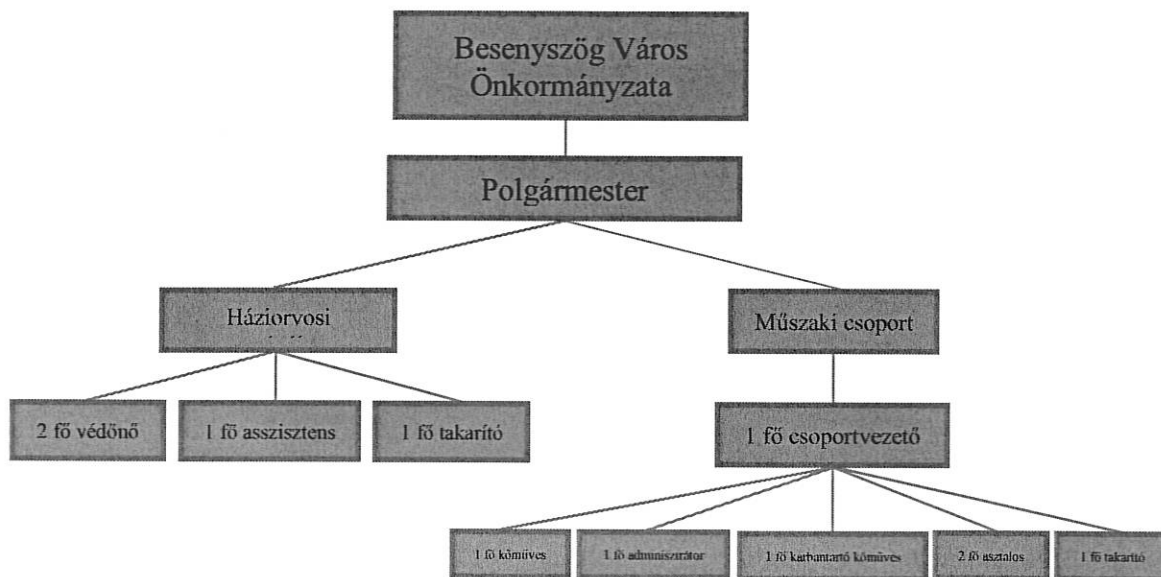 Besenyszög Város
Önkormányzata
Polgármester
Háziorvosi
Műszaki csoport
2 fő védőnő
1 fő asszisztens
1 fő takarító
1 fő csoportvezető
1 fő kőműves
1 fő adminisztrátor
1 fő karbantartó kőműves
2 fő asztalos
1 fő takarító